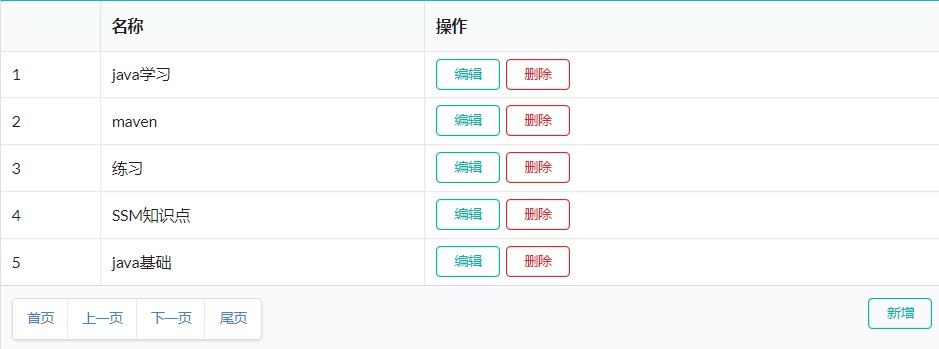 名称 操作
1 java学习 编辑 删除
2 maven 编辑 删除
3 练习 编辑 删除
4 SSM知识点 编辑 删除
5 java基础 编辑 删除
首页 上一页 下一页 尾页 新增